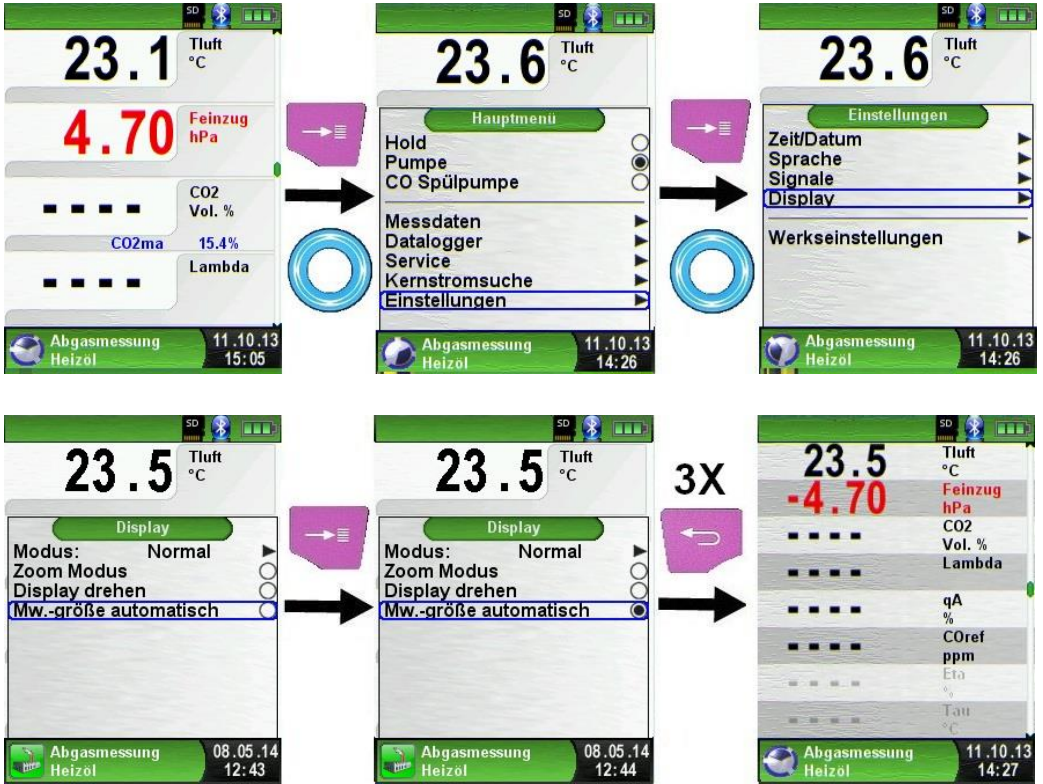 SD
23.1 Tluft °C
4.70 Feinzug hPa
---- CO2 Vol. %
CO2ma 15.4%
---- Lambda
Abgasmessung 11.10.13
Heizöl 15:05
SD
23.6 Tluft °C
Hauptmenü
Hold
Pumpe
CO Spülpumpe
Messdaten
Datalogger
Service
Kernstromsuche
Einstellungen
Abgasmessung 11.10.13
Heizöl 14:26
SD
23.6 Tluft °C
Einstellungen
Zeit/Datum
Sprache
Signale
Display
Werkseinstellungen
Abgasmessung 11.10.13
Heizöl 14:26
SD
23.5 Tluft °C
Display
Modus: Normal
Zoom Modus
Display drehen
Mw.-größe automatisch
Abgasmessung 08.05.14
Heizöl 12:43
SD
23.5 Tluft °C
Display
Modus: Normal
Zoom Modus
Display drehen
Mw.-größe automatisch
Abgasmessung 08.05.14
Heizöl 12:44
3X
SD
23.5 Tluft °C
-4.70 Feinzug hPa
---- CO2 Vol. %
---- Lambda
---- qA %
---- COref ppm
---- Eta %
---- Tau °C
Abgasmessung 11.10.13
Heizöl 14:27